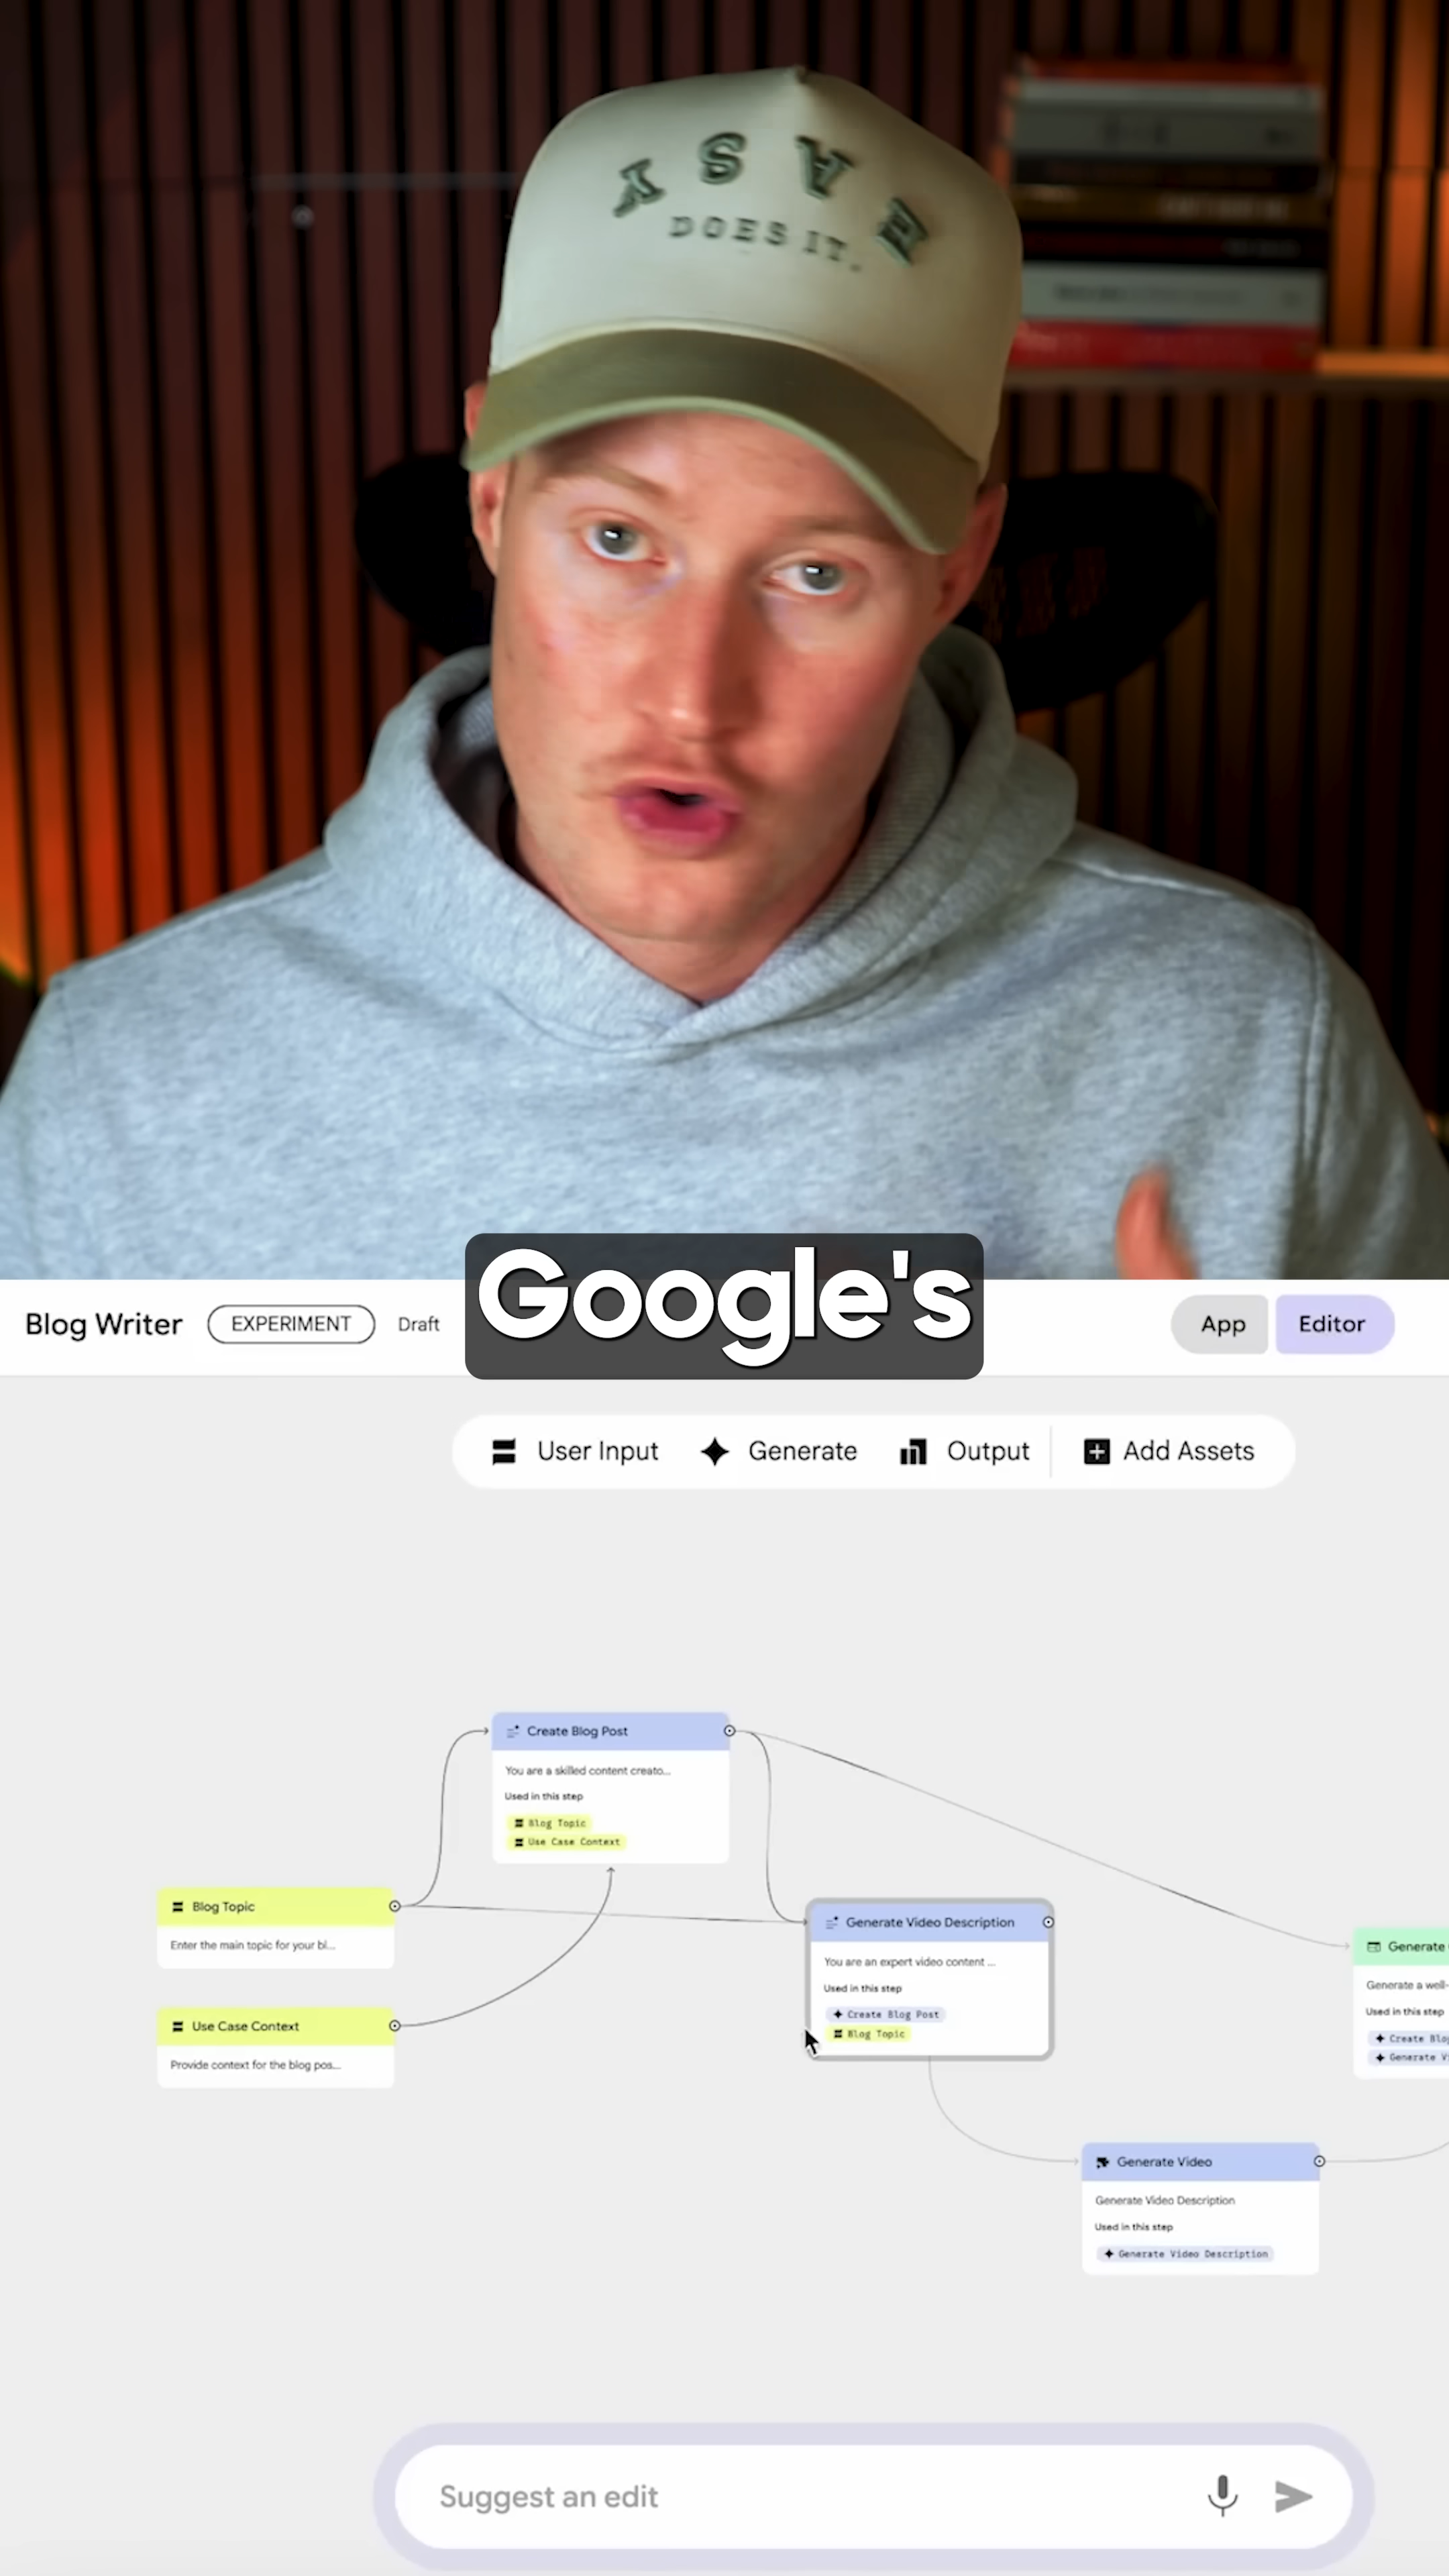 EASY
DOES IT.
Google's
Blog Writer
EXPERIMENT
Draft
App
Editor
User Input
Generate
Output
Add Assets
Create Blog Post
You are a skilled content creato...
Used in this step
Blog Topic
Use Case Context
Blog Topic
Enter the main topic for your bl...
Use Case Context
Provide context for the blog pos...
Generate Video Description
You are an expert video content ...
Used in this step
Create Blog Post
Blog Topic
Generate
Generate a well-
Used in this step
Create Blog
Generate Vi
Generate Video
Generate Video Description
Used in this step
Generate Video Description
Suggest an edit